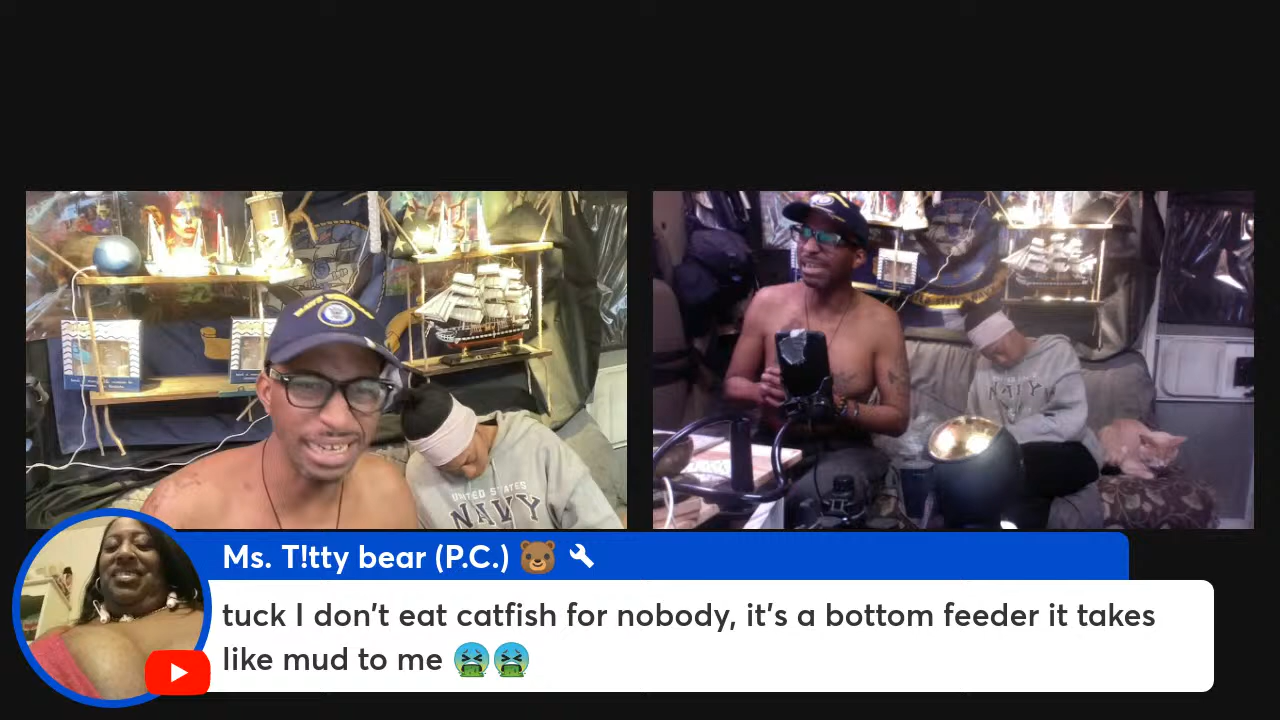 UNITED STATES
NAVY
NAVY
Ms. T!tty bear (P.C.) 🐻 🔧
tuck I don't eat catfish for nobody, it's a bottom feeder it takes
like mud to me 🤮🤮